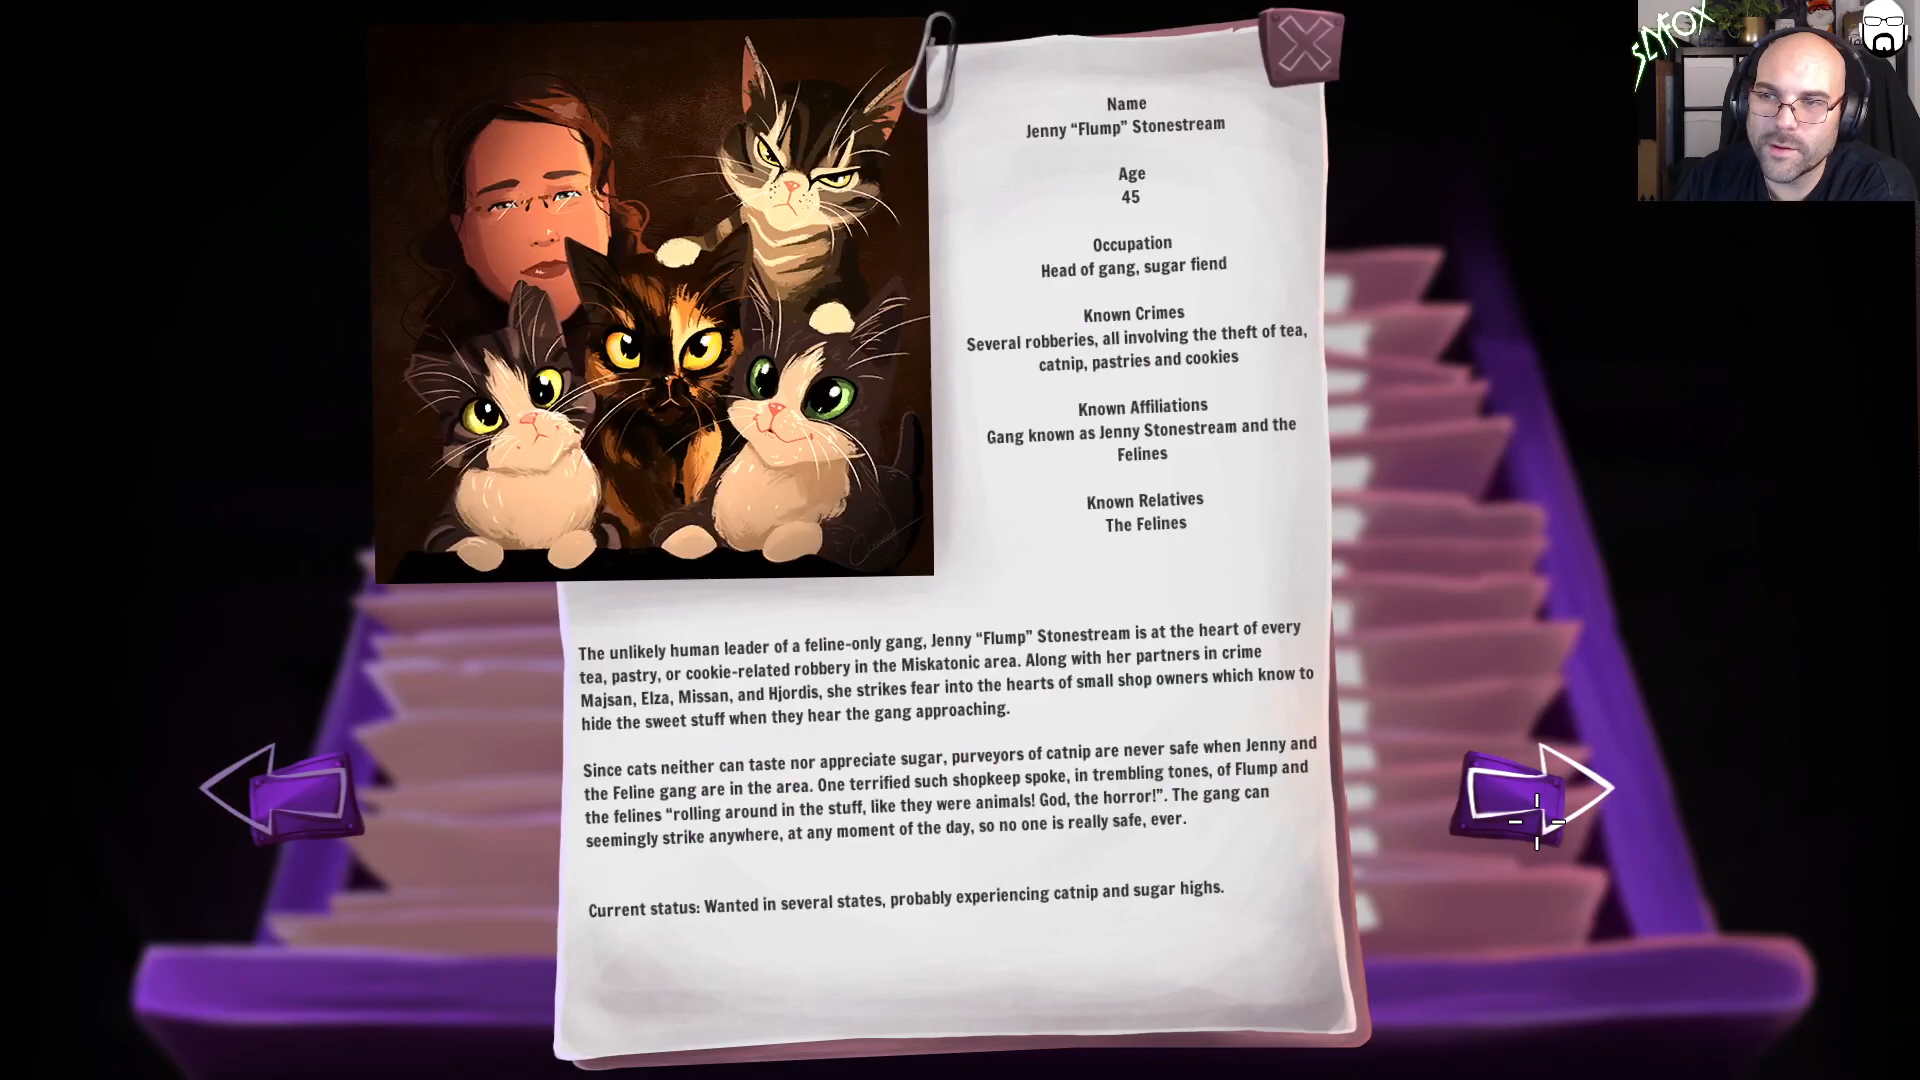 SLYFOX
Name
Jenny “Flump” Stonestream
Age
45
Occupation
Head of gang, sugar fiend
Known Crimes
Several robberies, all involving the theft of tea,
catnip, pastries and cookies
Known Affiliations
Gang known as Jenny Stonestream and the
Felines
Known Relatives
The Felines
The unlikely human leader of a feline-only gang, Jenny “Flump” Stonestream is at the heart of every
tea, pastry, or cookie-related robbery in the Miskatonic area. Along with her partners in crime
Majsan, Elza, Missan, and Hjordis, she strikes fear into the hearts of small shop owners which know to
hide the sweet stuff when they hear the gang approaching.
Since cats neither can taste nor appreciate sugar, purveyors of catnip are never safe when Jenny and
the Feline gang are in the area. One terrified such shopkeep spoke, in trembling tones, of Flump and
the felines “rolling around in the stuff, like they were animals! God, the horror!”. The gang can
seemingly strike anywhere, at any moment of the day, so no one is really safe, ever.
Current status: Wanted in several states, probably experiencing catnip and sugar highs.